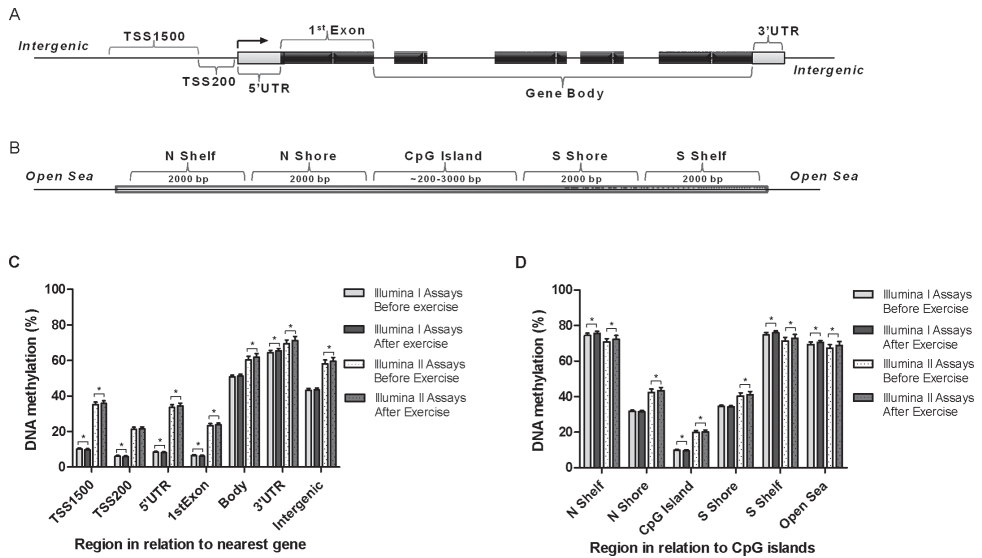 A
Intergenic
TSS1500
TSS200
5'UTR
1st Exon
Gene Body
3'UTR
Intergenic
B
Open Sea
N Shelf
N Shore
CpG Island
S Shore
S Shelf
Open Sea
2000 bp
2000 bp
~200-3000 bp
2000 bp
2000 bp
C
DNA methylation (%)
100
80
60
40
20
0
* * * * * * * * * * *
TSS1500
TSS200
5'UTR
1stExon
Body
3'UTR
Intergenic
Region in relation to nearest gene
Illumina I Assays
Before exercise
Illumina I Assays
After exercise
Illumina II Assays
Before Exercise
Illumina II Assays
After Exercise
D
DNA methylation (%)
100
80
60
40
20
0
* * * * * * * * * *
N Shelf
N Shore
CpG Island
S Shore
S Shelf
Open Sea
Region in relation to CpG islands
Illumina I Assays
Before Exercise
Illumina I Assays
After Exercise
Illumina II Assays
Before Exercise
Illumina II Assays
After Exercise